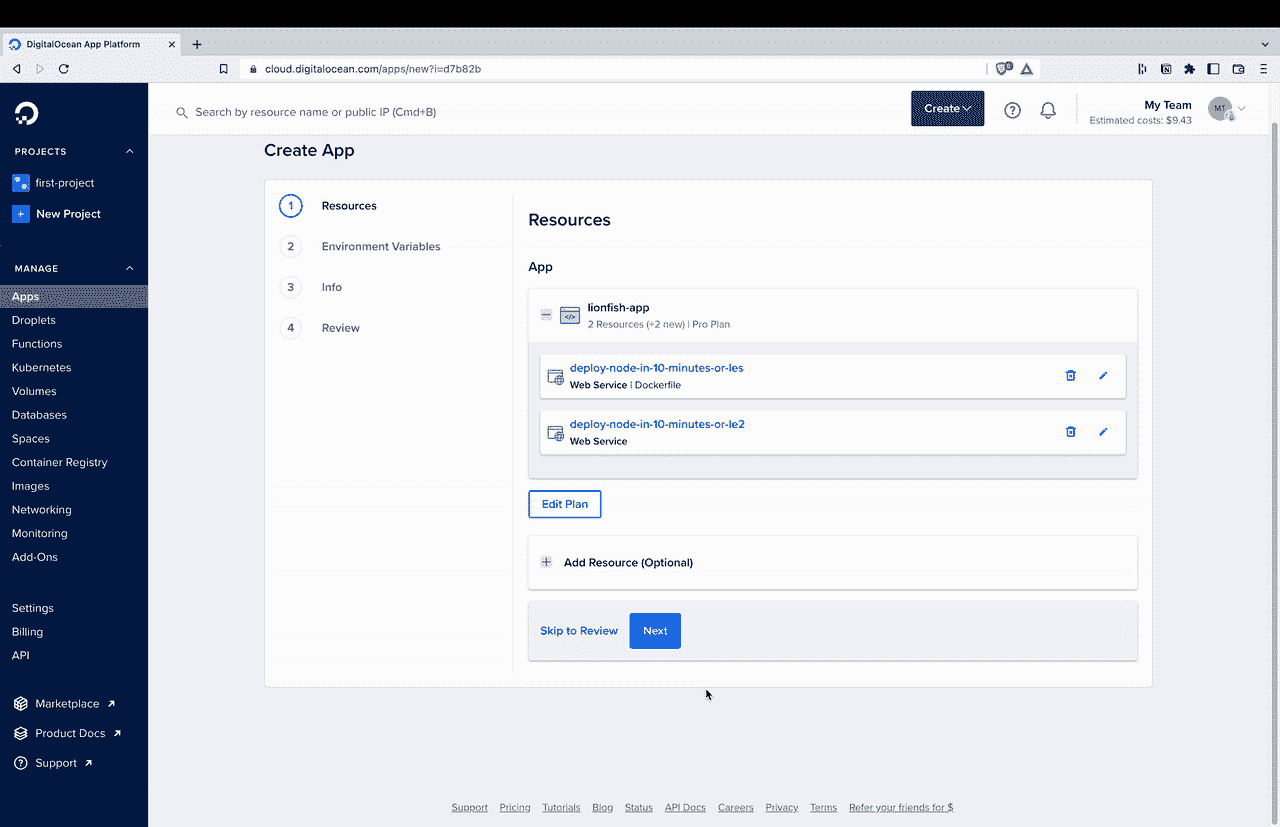 DigitalOcean App Platform
cloud.digitalocean.com/apps/new?i=d7b82b
Search by resource name or public IP (Cmd+B)
Create
My Team
Estimated costs: $9.43
MT
PROJECTS
first-project
New Project
MANAGE
Apps
Droplets
Functions
Kubernetes
Volumes
Databases
Spaces
Container Registry
Images
Networking
Monitoring
Add-Ons
Settings
Billing
API
Marketplace
Product Docs
Support
Create App
1 Resources
2 Environment Variables
3 Info
4 Review
Resources
App
lionfish-app
2 Resources (+2 new) | Pro Plan
deploy-node-in-10-minutes-or-les
Web Service | Dockerfile
deploy-node-in-10-minutes-or-le2
Web Service
Edit Plan
Add Resource (Optional)
Skip to Review
Next
Support Pricing Tutorials Blog Status API Docs Careers Privacy Terms Refer your friends for $